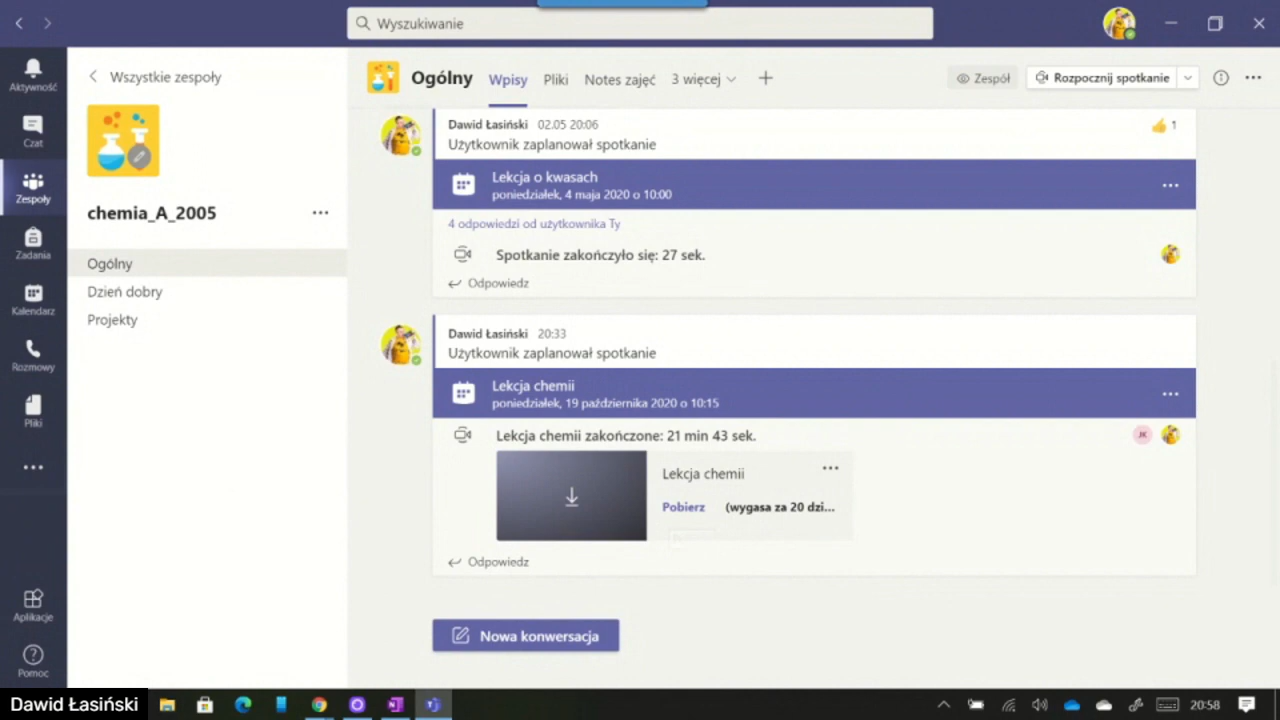 Wyszukiwanie
Aktywność
Czat
Zespoły
Zadania
Kalendarz
Rozmowy
Pliki
Aplikacje
Pomoc
Wszystkie zespoły
chemia_A_2005
Ogólny
Dzień dobry
Projekty
Ogólny Wpisy Pliki Notes zajęć 3 więcej
Zespół Rozpocznij spotkanie
Dawid Łasiński 02.05 20:06
1
Użytkownik zaplanował spotkanie
Lekcja o kwasach
poniedziałek, 4 maja 2020 o 10:00
4 odpowiedzi od użytkownika Ty
Spotkanie zakończyło się: 27 sek.
Odpowiedz
Dawid Łasiński 20:33
Użytkownik zaplanował spotkanie
Lekcja chemii
poniedziałek, 19 października 2020 o 10:15
Lekcja chemii zakończone: 21 min 43 sek.
JK
Lekcja chemii
Pobierz (wygasa za 20 dzi...
Odpowiedz
Nowa konwersacja
Dawid Łasiński
20:58